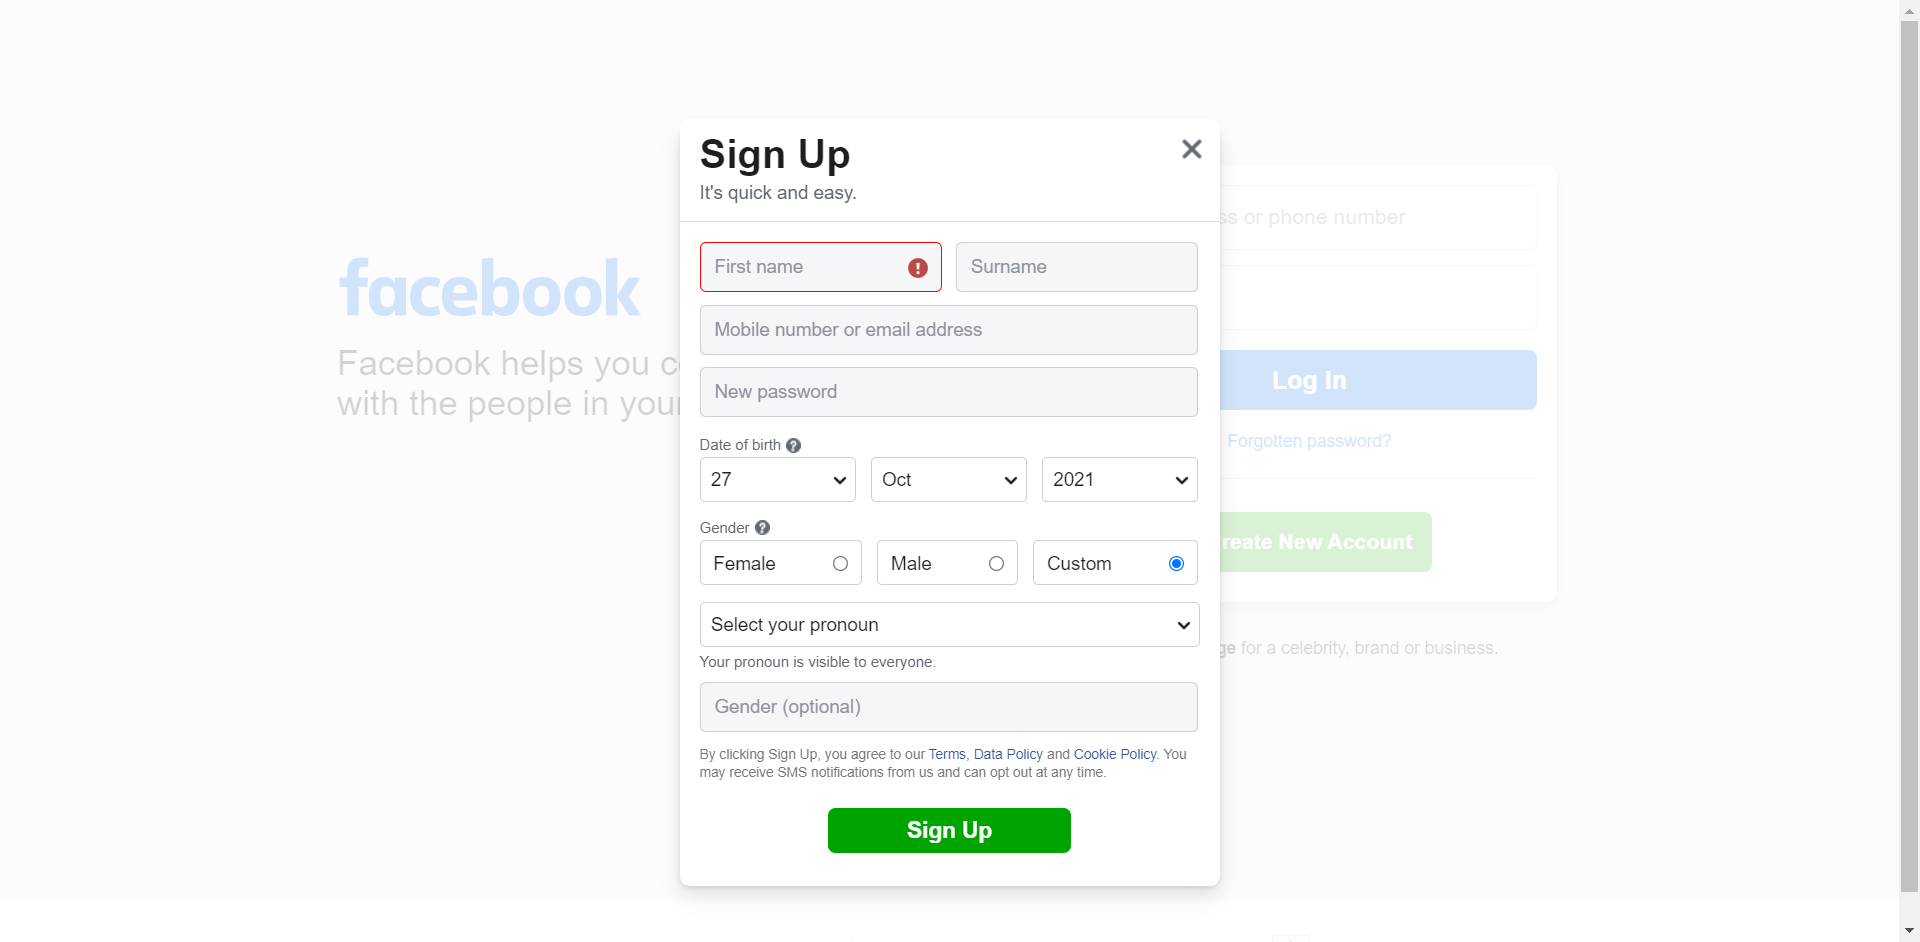 Sign Up
It's quick and easy.
First name
Surname
Mobile number or email address
New password
Date of birth
27
Oct
2021
Gender
Female
Male
Custom
Select your pronoun
Your pronoun is visible to everyone.
Gender (optional)
By clicking Sign Up, you agree to our Terms, Data Policy and Cookie Policy. You
may receive SMS notifications from us and can opt out at any time.
Sign Up
facebook
Facebook helps you
with the people in your
or phone number
Log In
Forgotten password?
New Account
for a celebrity, brand or business.